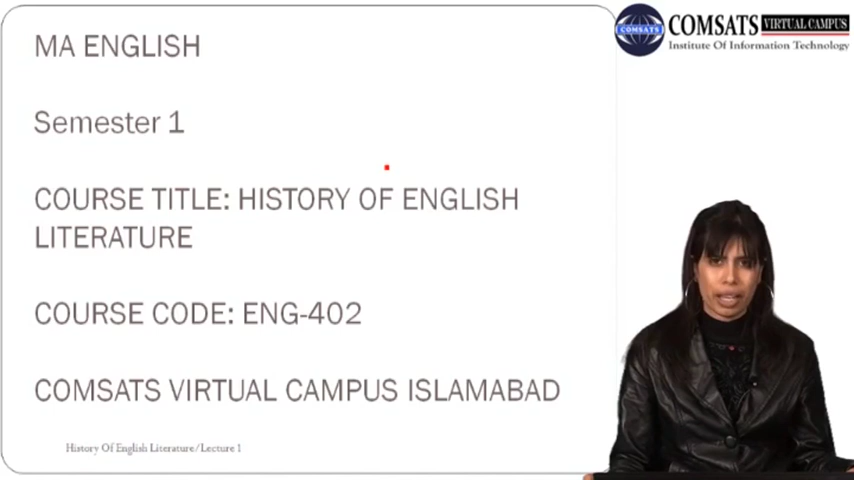 MA ENGLISH
Semester 1
COURSE TITLE: HISTORY OF ENGLISH
LITERATURE
COURSE CODE: ENG-402
COMSATS VIRTUAL CAMPUS ISLAMABAD
History Of English Literature/Lecture 1
COMSATS
COMSATS VIRTUAL CAMPUS
Institute Of Information Technology